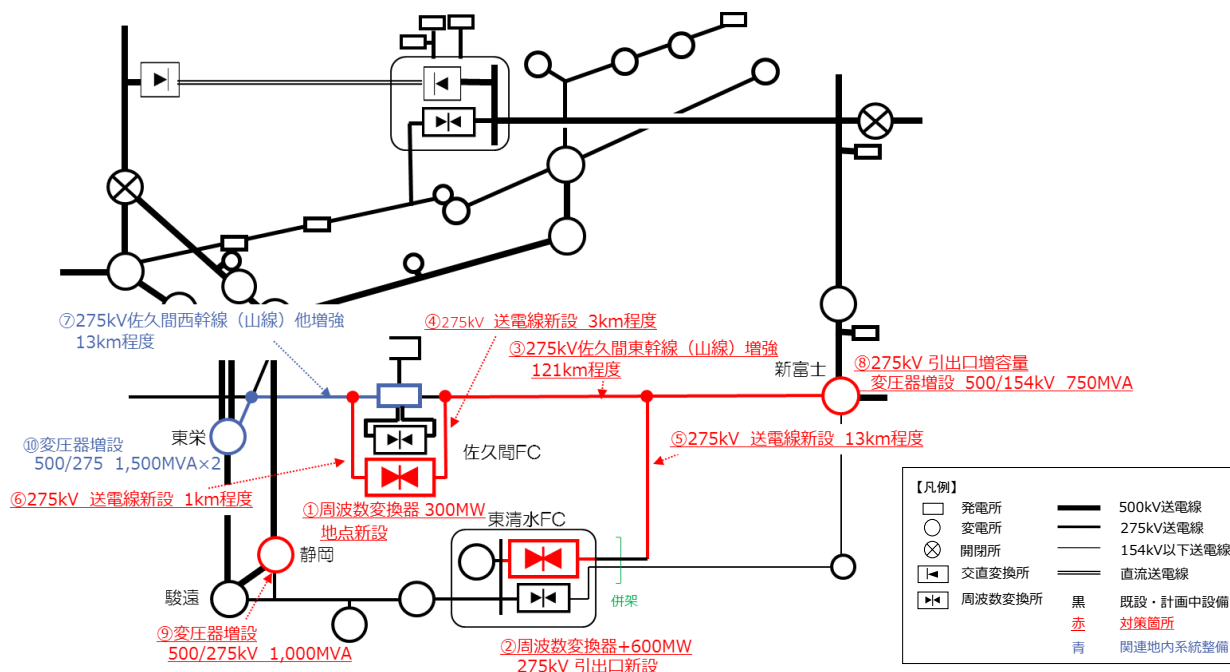 ⑦275kV佐久間西幹線（山線）他増強
13km程度
④275kV 送電線新設 3km程度
③275kV佐久間東幹線（山線）増強
121km程度
新富士
⑧275kV 引出口増容量
変圧器増設 500/154kV 750MVA
東栄
⑩変圧器増設
500/275 1,500MVA×2
佐久間FC
⑤275kV 送電線新設 13km程度
⑥275kV 送電線新設 1km程度
①周波数変換器 300MW
地点新設
東清水FC
静岡
駿遠
併架
⑨変圧器増設
500/275kV 1,000MVA
②周波数変換器+600MW
275kV 引出口新設
【凡例】
発電所
500kV送電線
変電所
275kV送電線
開閉所
154kV以下送電線
交直変換所
直流送電線
周波数変換所
黒 既設・計画中設備
赤 対策箇所
青 関連地内系統整備